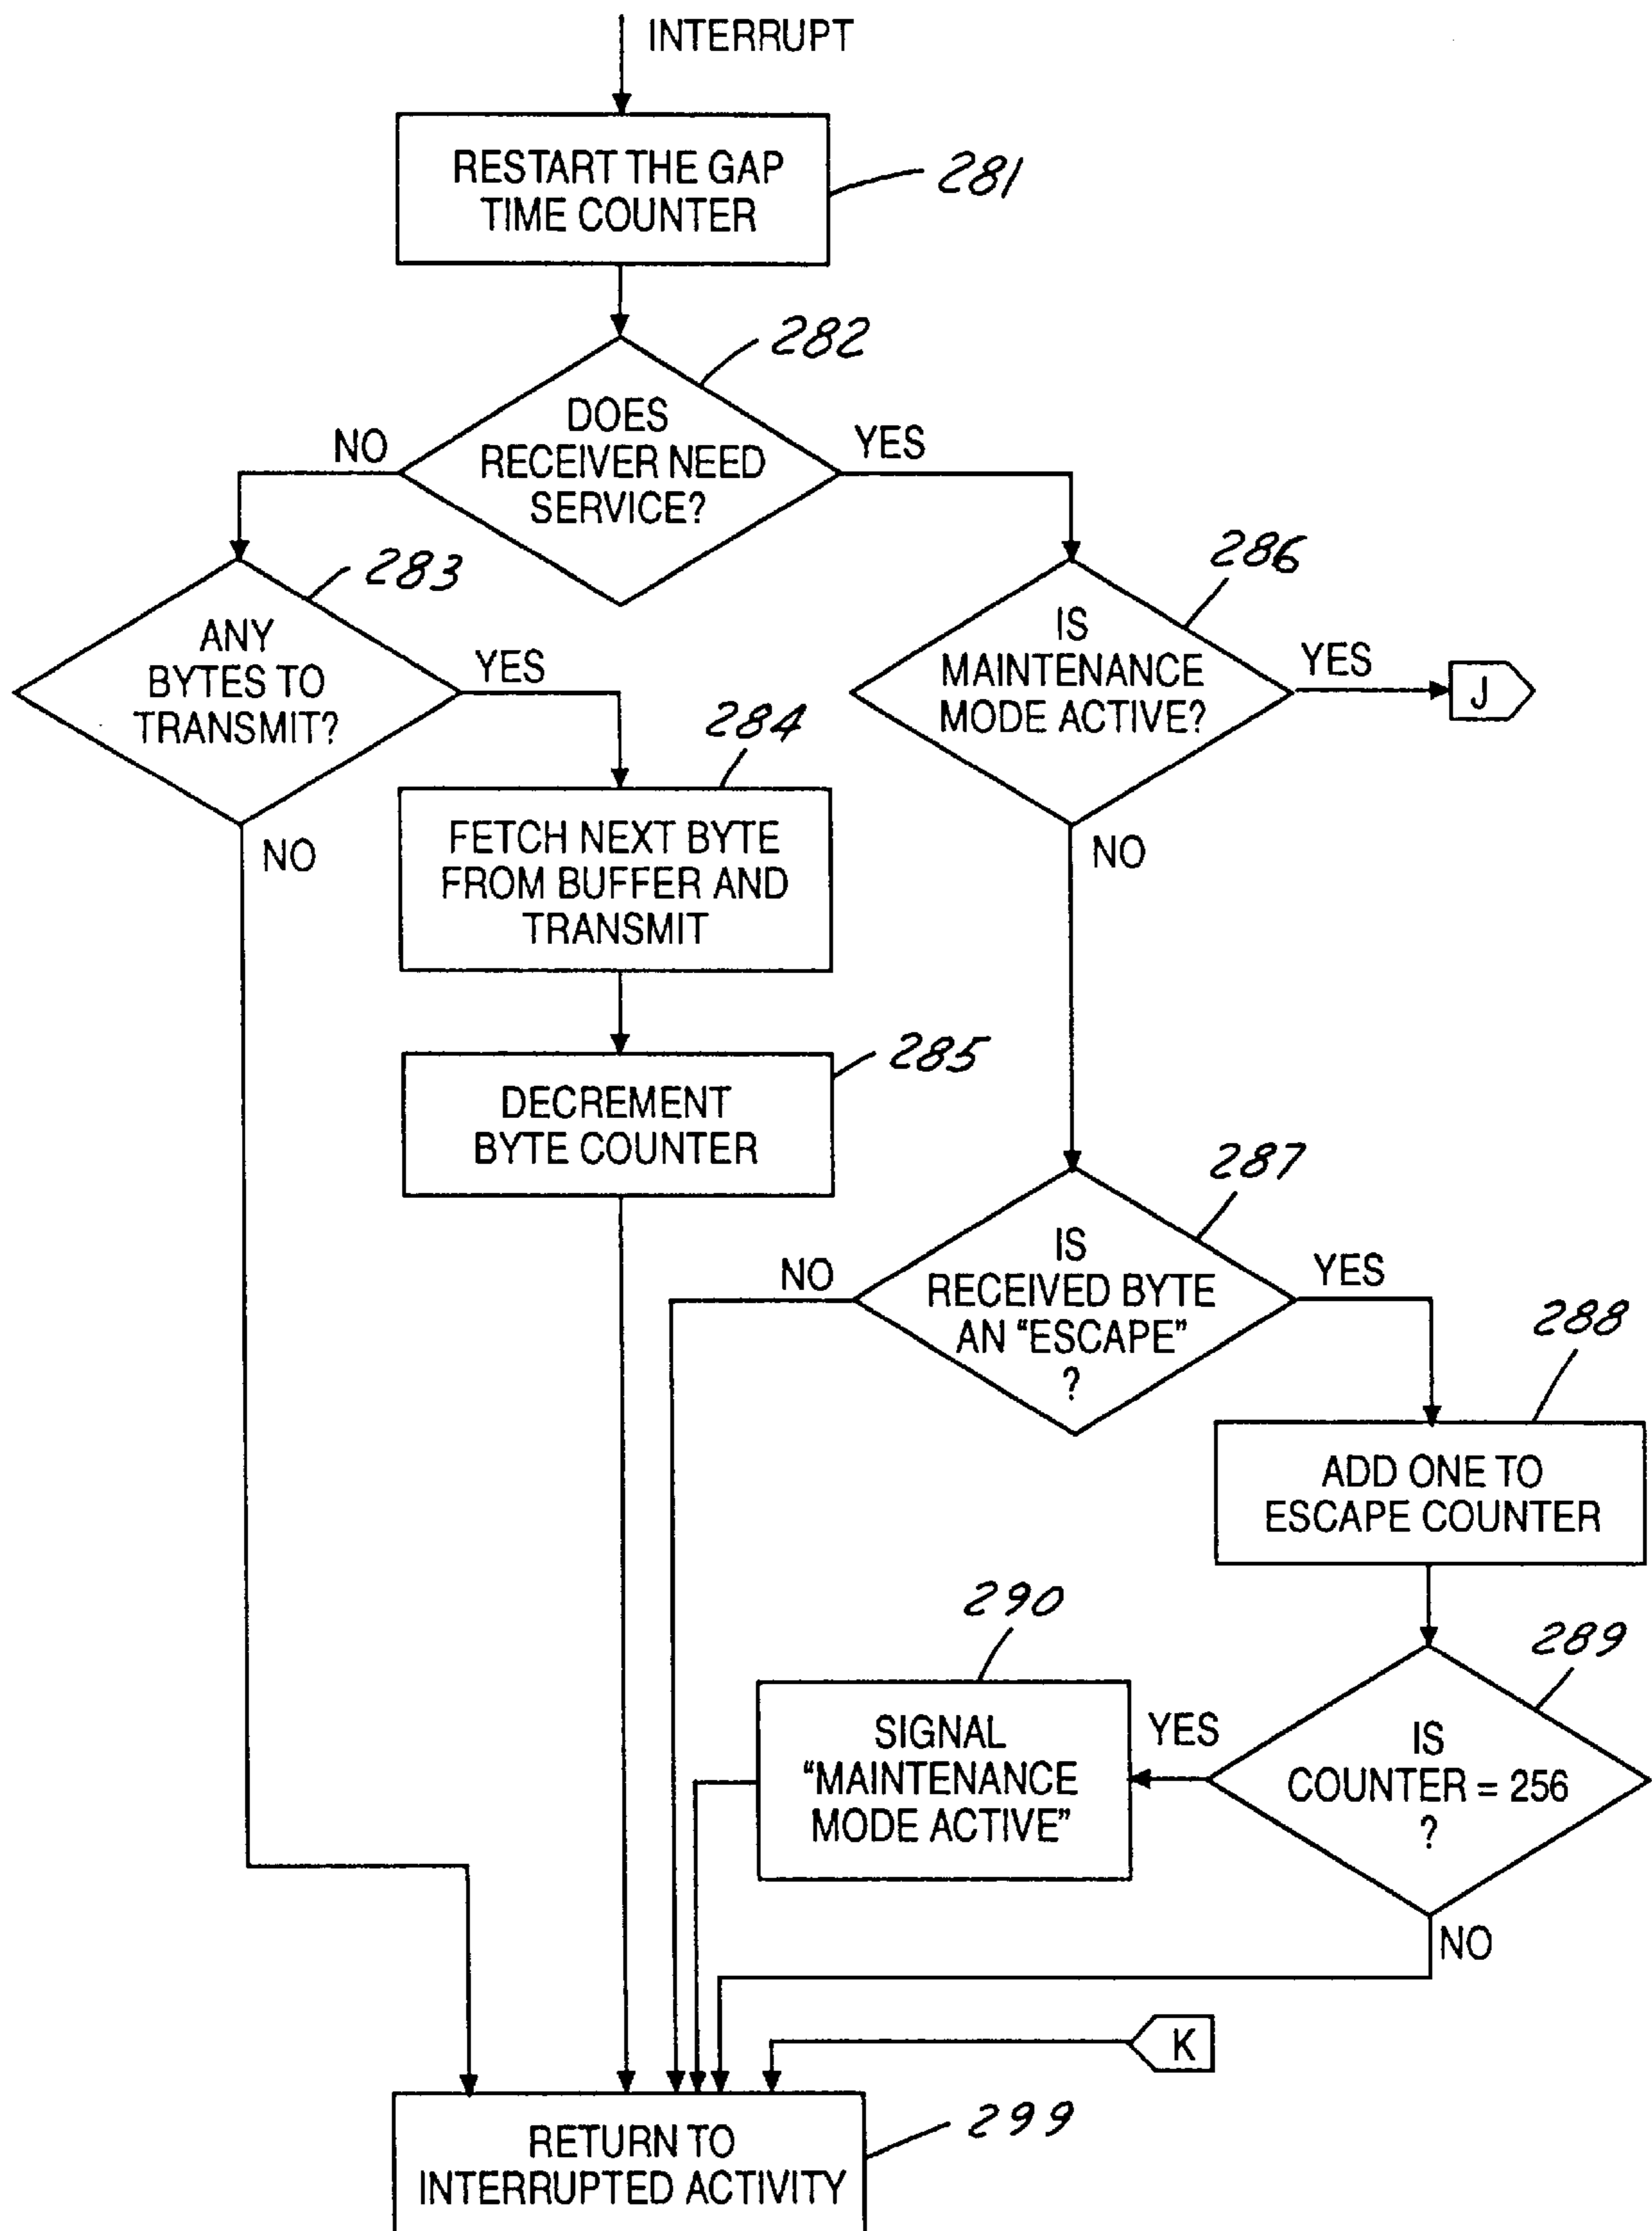 INTERRUPT
RESTART THE GAP
TIME COUNTER
281
282
DOES
RECEIVER NEED
SERVICE?
NO
YES
283
ANY
BYTES TO
TRANSMIT?
YES
NO
286
IS
MAINTENANCE
MODE ACTIVE?
YES
J
NO
284
FETCH NEXT BYTE
FROM BUFFER AND
TRANSMIT
285
DECREMENT
BYTE COUNTER
287
IS
RECEIVED BYTE
AN "ESCAPE"
?
NO
YES
288
ADD ONE TO
ESCAPE COUNTER
289
IS
COUNTER = 256
?
YES
NO
290
SIGNAL
"MAINTENANCE
MODE ACTIVE"
K
299
RETURN TO
INTERRUPTED ACTIVITY